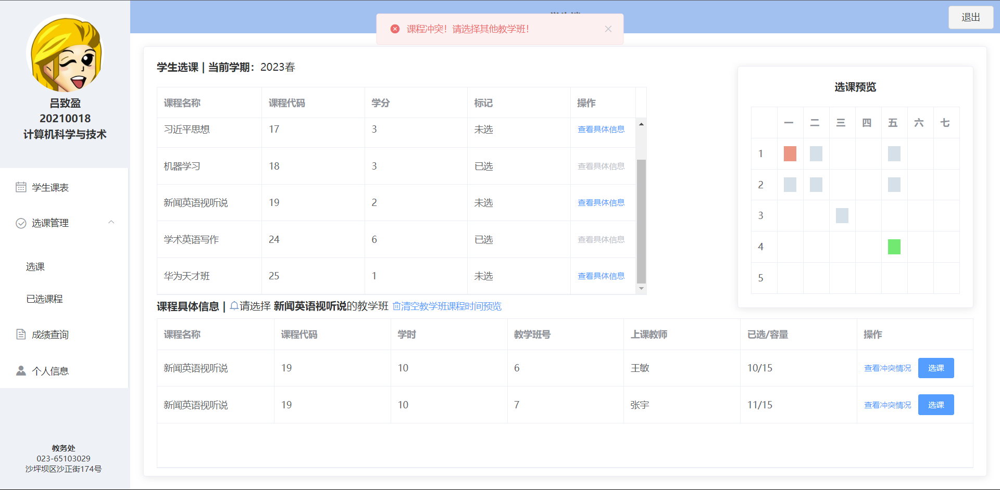 退出
课程冲突！请选择其他教学班！
吕致盈
20210018
计算机科学与技术
学生课表
选课管理
选课
已选课程
成绩查询
个人信息
教务处
023-65103029
沙坪坝区沙正街174号
学生选课 | 当前学期：2023春
课程名称 课程代码 学分 标记 操作
习近平思想 17 3 未选 查看具体信息
机器学习 18 3 已选 查看具体信息
新闻英语视听说 19 2 未选 查看具体信息
学术英语写作 24 6 已选 查看具体信息
华为天才班 25 1 未选 查看具体信息
选课预览
一 二 三 四 五 六 七
1
2
3
4
5
课程具体信息 | 请选择 新闻英语视听说的教学班 清空教学班课程时间预览
课程名称 课程代码 学时 教学班号 上课教师 已选/容量 操作
新闻英语视听说 19 10 6 王敏 10/15 查看冲突情况 选课
新闻英语视听说 19 10 7 张宇 11/15 查看冲突情况 选课